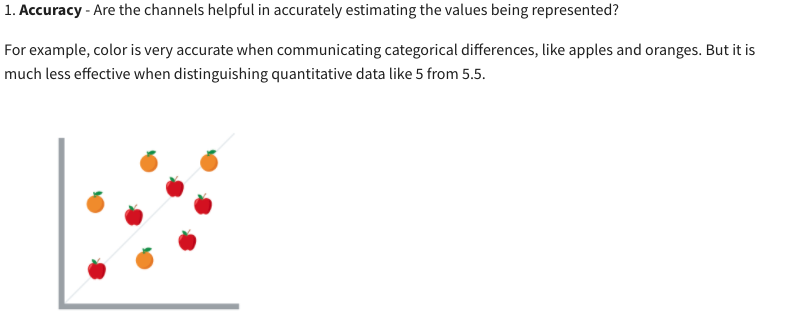 1. Accuracy - Are the channels helpful in accurately estimating the values being represented?
For example, color is very accurate when communicating categorical differences, like apples and oranges. But it is
much less effective when distinguishing quantitative data like 5 from 5.5.